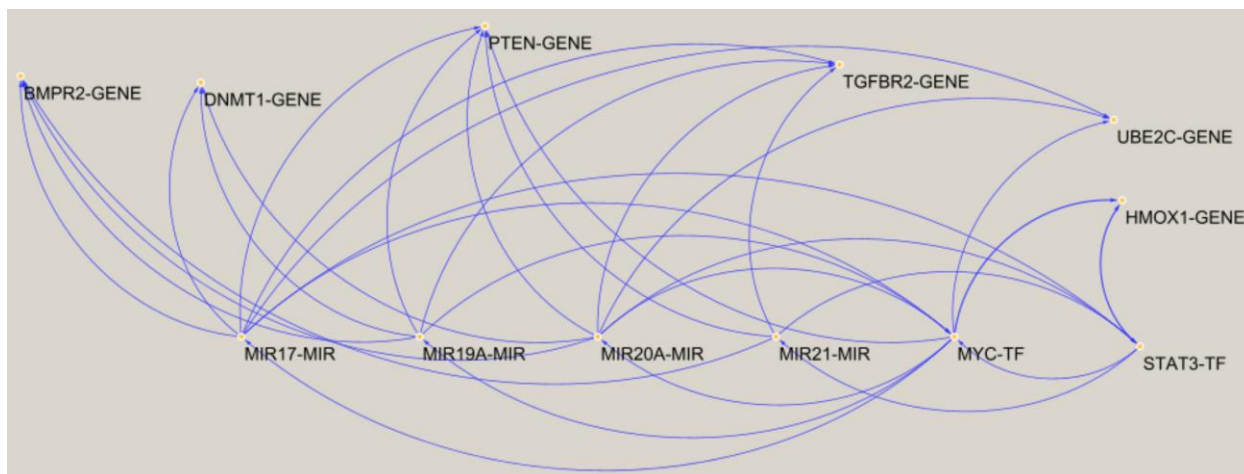 PTEN-GENE
BMPR2-GENE
DNMT1-GENE
TGFBR2-GENE
UBE2C-GENE
HMOX1-GENE
MIR17-MIR
MIR19A-MIR
MIR20A-MIR
MIR21-MIR
MYC-TF
STAT3-TF